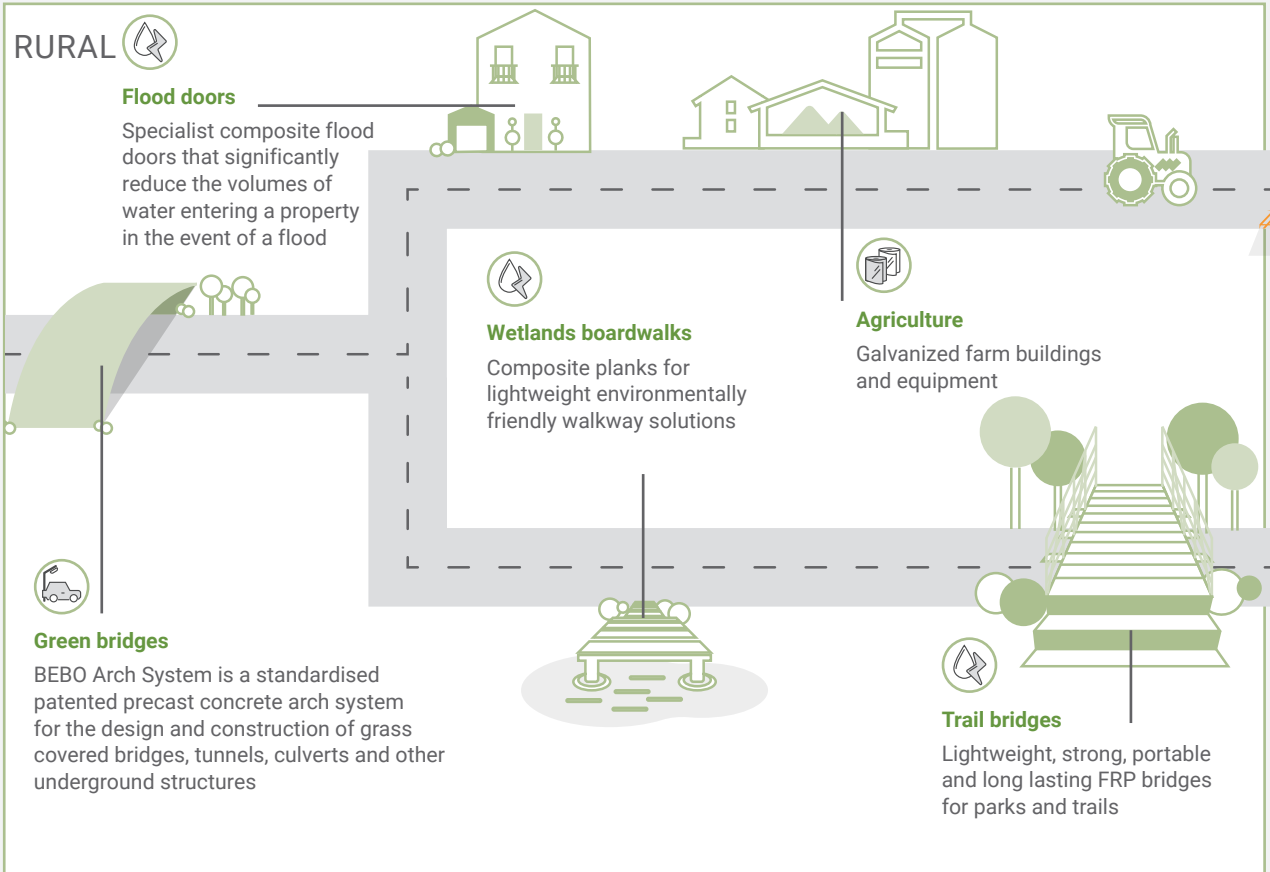 RURAL
Flood doors
Specialist composite flood
doors that significantly
reduce the volumes of
water entering a property
in the event of a flood
Wetlands boardwalks
Composite planks for
lightweight environmentally
friendly walkway solutions
Agriculture
Galvanized farm buildings
and equipment
Green bridges
BEBO Arch System is a standardised
patented precast concrete arch system
for the design and construction of grass
covered bridges, tunnels, culverts and other
underground structures
Trail bridges
Lightweight, strong, portable
and long lasting FRP bridges
for parks and trails